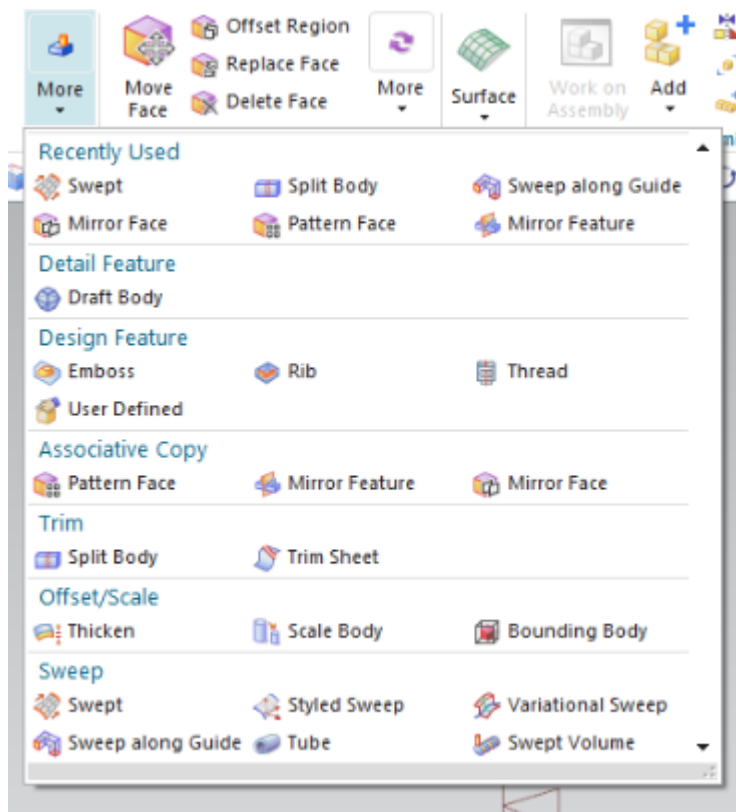 More
Move Face
Offset Region
Replace Face
Delete Face
More
Surface
Work on Assembly
Add
Recently Used
Swept Split Body Sweep along Guide
Mirror Face Pattern Face Mirror Feature
Detail Feature
Draft Body
Design Feature
Emboss Rib Thread
User Defined
Associative Copy
Pattern Face Mirror Feature Mirror Face
Trim
Split Body Trim Sheet
Offset/Scale
Thicken Scale Body Bounding Body
Sweep
Swept Styled Sweep Variational Sweep
Sweep along Guide Tube Swept Volume